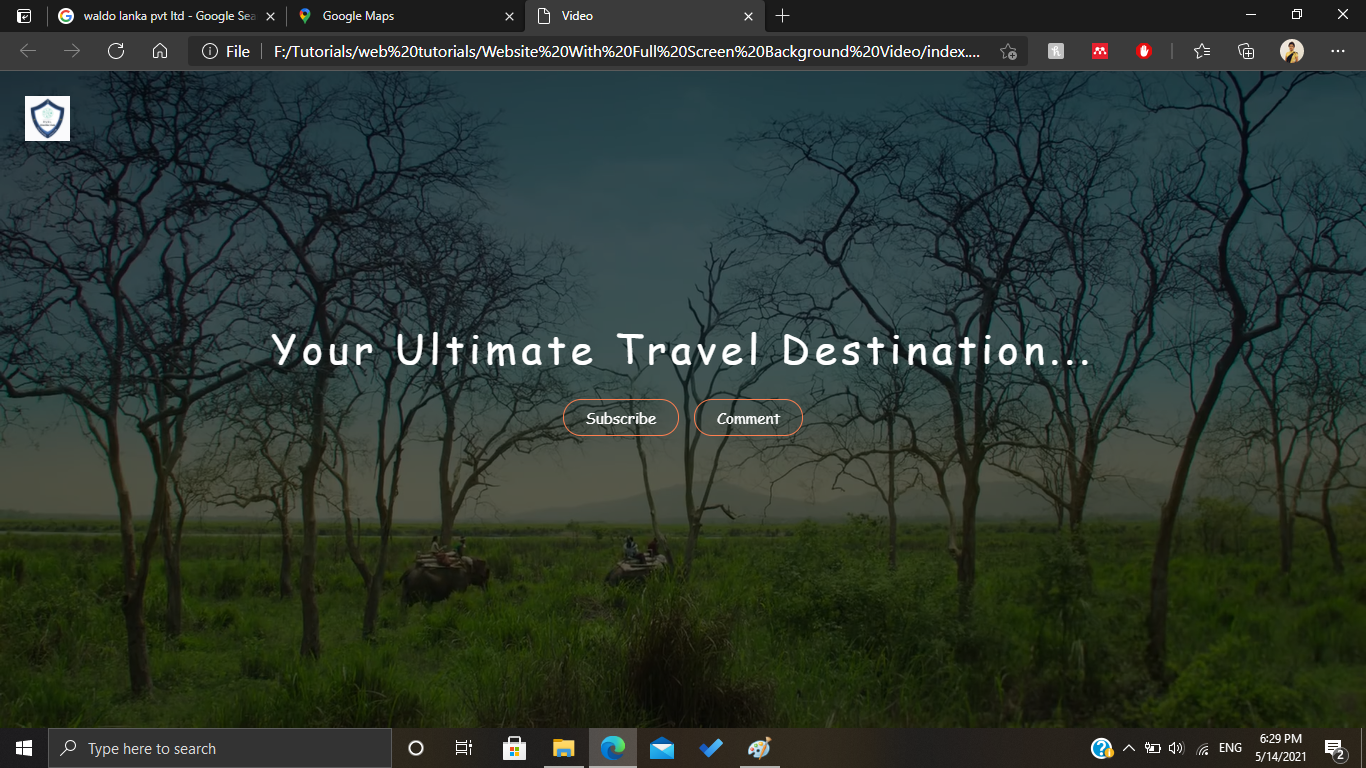 waldo lanka pvt ltd - Google Sea
Google Maps
Video
File
F:/Tutorials/web%20tutorials/Website%20With%20Full%20Screen%20Background%20Video/index....
Your Ultimate Travel Destination...
Subscribe
Comment
Type here to search
ENG
6:29 PM
5/14/2021
2